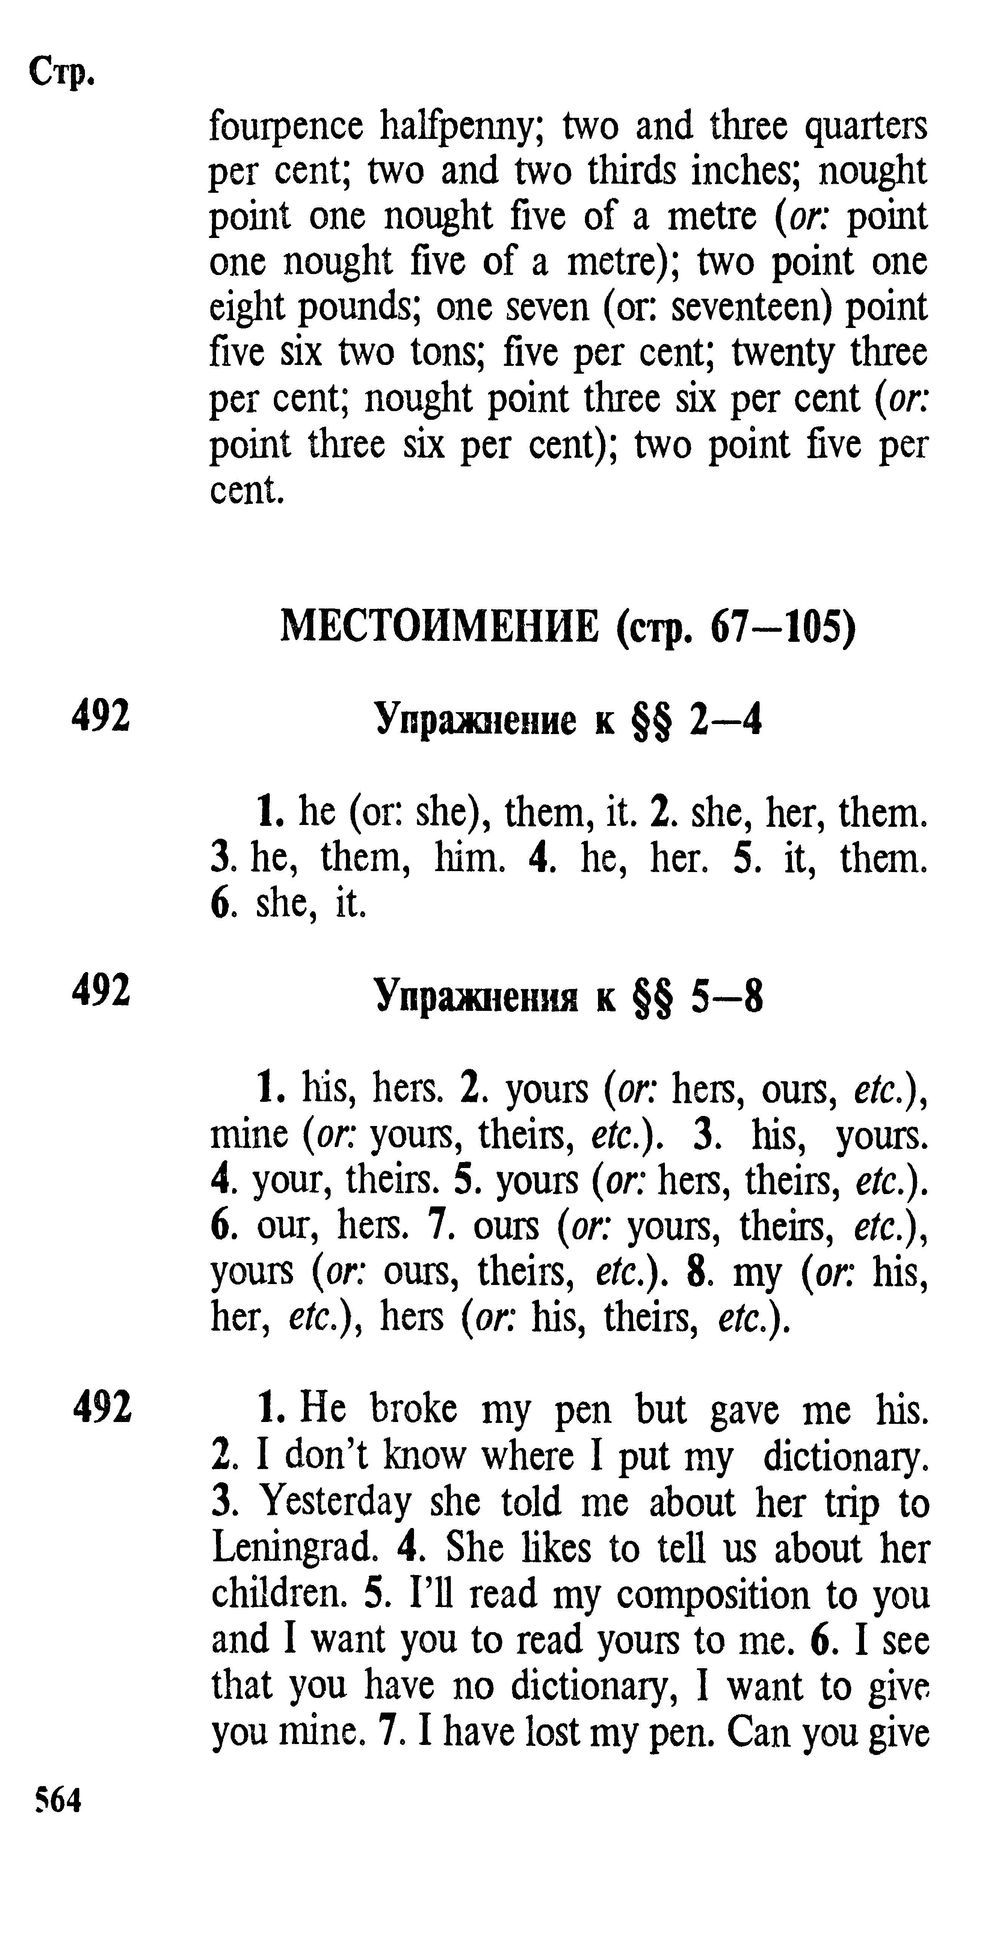 Стр.
fourpence halfpenny; two and three quarters
per cent; two and two thirds inches; nought
point one nought five of a metre (or: point
one nought five of a metre); two point one
eight pounds; one seven (or: seventeen) point
five six two tons; five per cent; twenty three
per cent; nought point three six per cent (or:
point three six per cent); two point five per
cent.
МЕСТОИМЕНИЕ (стр. 67—105)
492 Упражнение к §§ 2—4
1. he (or: she), them, it. 2. she, her, them.
3. he, them, him. 4. he, her. 5. it, them.
6. she, it.
492 Упражнения к §§ 5—8
1. his, hers. 2. yours (or: hers, ours, etc.),
mine (or: yours, theirs, etc.). 3. his, yours.
4. your, theirs. 5. yours (or: hers, theirs, etc.).
6. our, hers. 7. ours (or: yours, theirs, etc.),
yours (or: ours, theirs, etc.). 8. my (or: his,
her, etc.), hers (or: his, theirs, etc.).
492 1. He broke my pen but gave me his.
2. I don't know where I put my dictionary.
3. Yesterday she told me about her trip to
Leningrad. 4. She likes to tell us about her
children. 5. I'll read my composition to you
and I want you to read yours to me. 6. I see
that you have no dictionary, I want to give
you mine. 7. I have lost my pen. Can you give
564